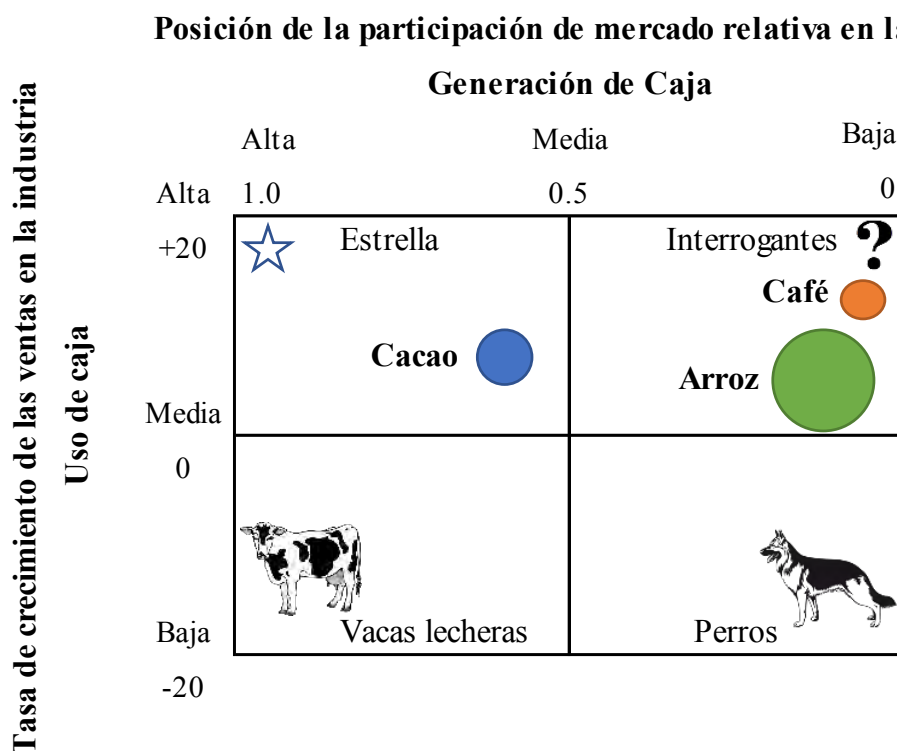 Posición de la participación de mercado relativa en la
Generación de Caja
Alta Media Baja
Alta 1.0 0.5 0
+20 Estrella Interrogantes ?
Café
Cacao Arroz
Media
0
Baja Vacas lecheras Perros
-20
Tasa de crecimiento de las ventas en la industria
Uso de caja